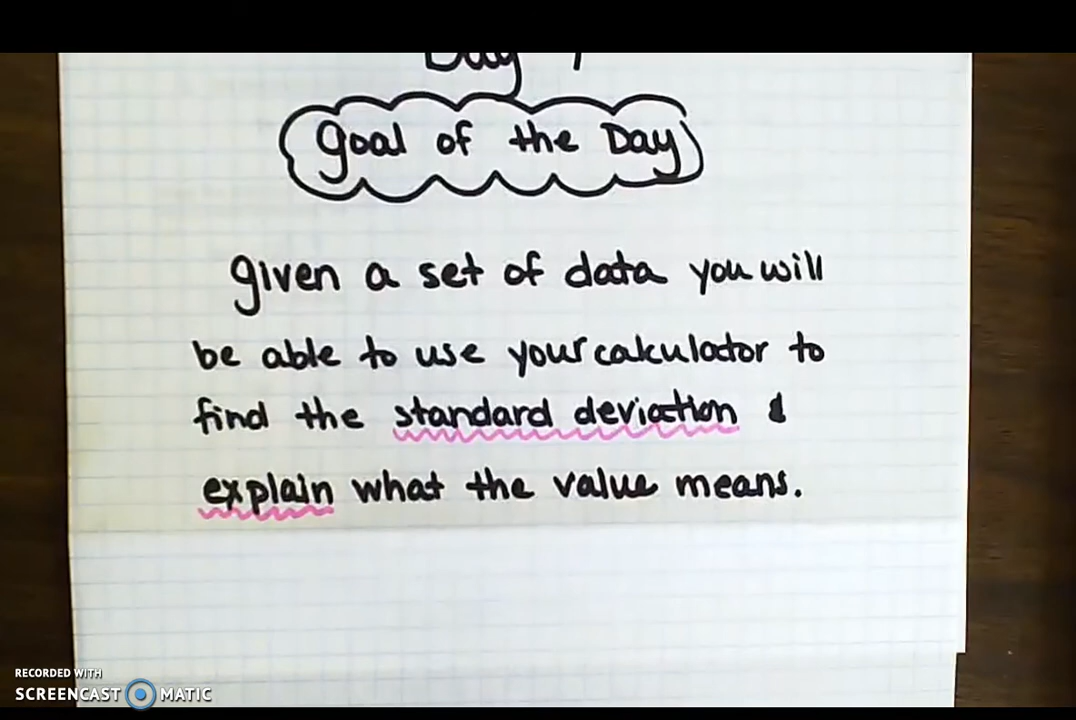 Day
Goal of the Day
given a set of data you will
be able to use your calculator to
find the standard deviation &
explain what the value means.
RECORDED WITH
SCREENCAST MATIC